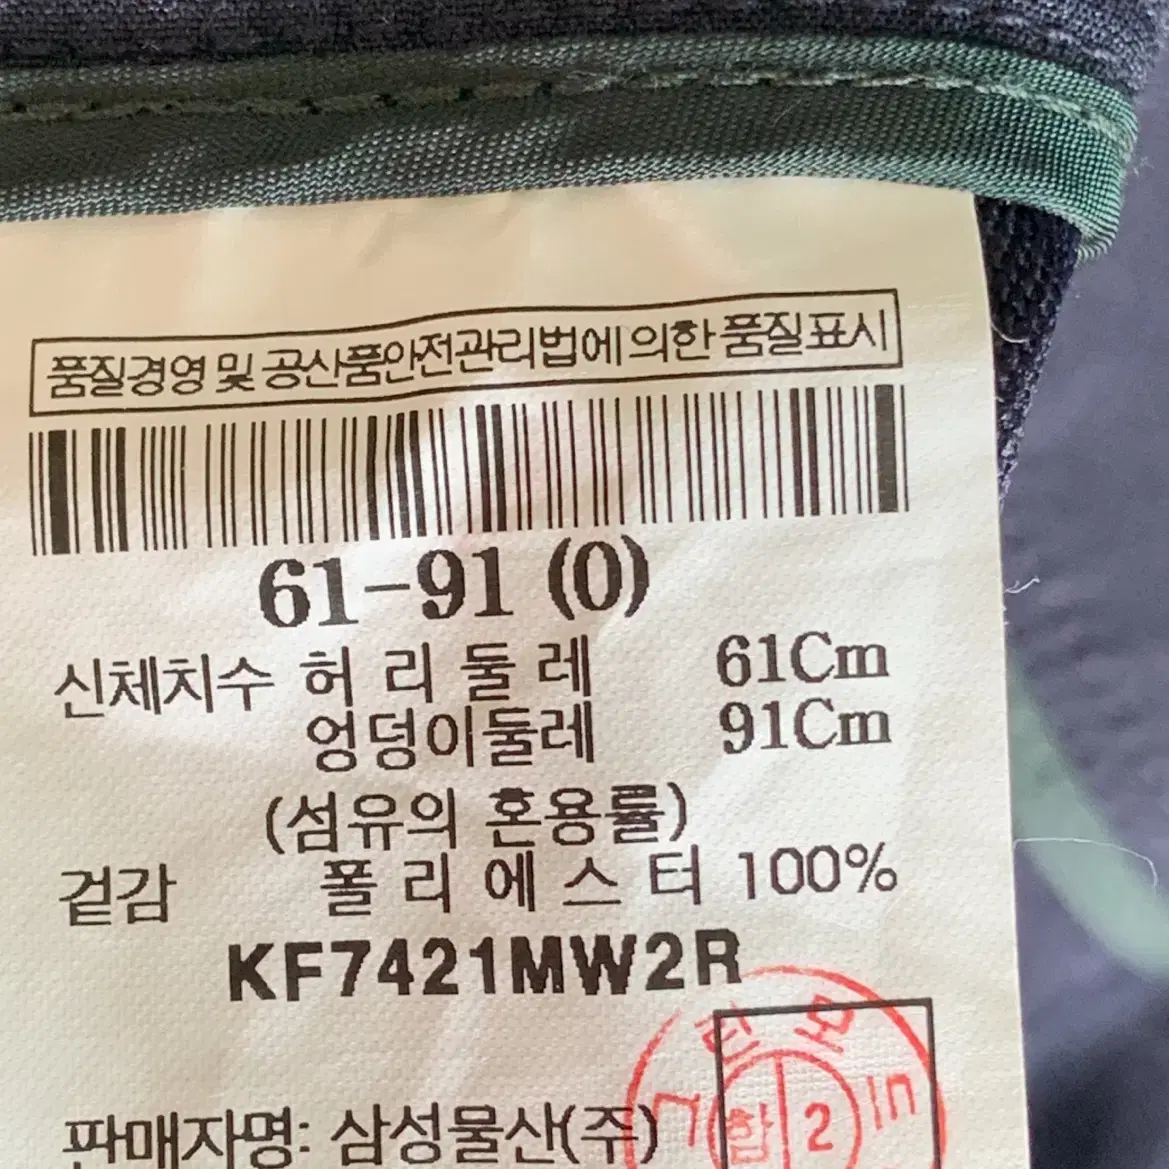 품질경영 및 공산품안전관리법에 의한 품질표시
61-91 (0)
신체치수 허 리 둘 레 61Cm
엉덩이둘레 91Cm
(섬유의 혼용률)
겉감 폴 리 에 스 터 100%
KF7421MW2R
판매자명: 삼성물산(주)
합 2